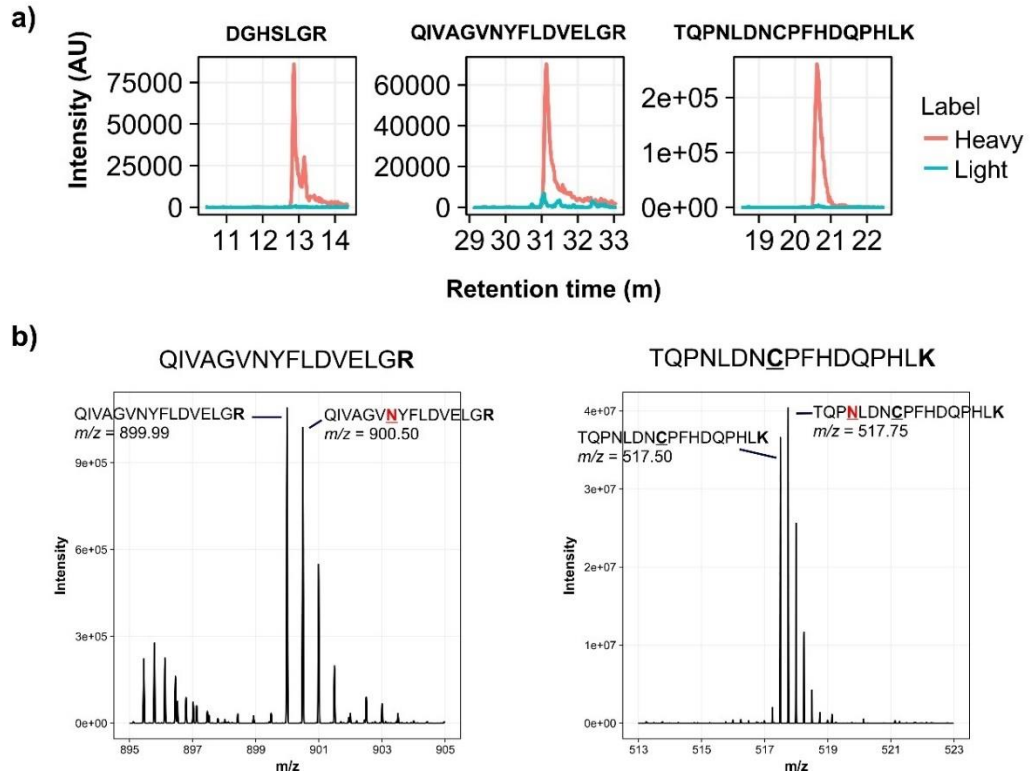 a)
DGHSLGR
QIVAGVNYFLDVELGR
TQPNLDNCPFHDQPHLK
Intensity (AU)
75000
50000
25000
0
11 12 13 14
60000
40000
20000
0
29 30 31 32 33
2e+05
1e+05
0e+00
19 20 21 22
Label
Heavy
Light
Retention time (m)
b)
QIVAGVNYFLDVELGR
QIVAGVNYFLDVELGR
m/z = 899.99
QIVAGVNYFLDVELGR
m/z = 900.50
Intensity
9e+05
6e+05
3e+05
0e+00
895 897 899 901 903 905
m/z
TQPNLDNCPFHDQPHLK
TQPNLDNCPFHDQPHLK
m/z = 517.50
TQPNLDNCPFHDQPHLK
m/z = 517.75
Intensity
4e+07
3e+07
2e+07
1e+07
0e+00
513 515 517 519 521 523
m/z